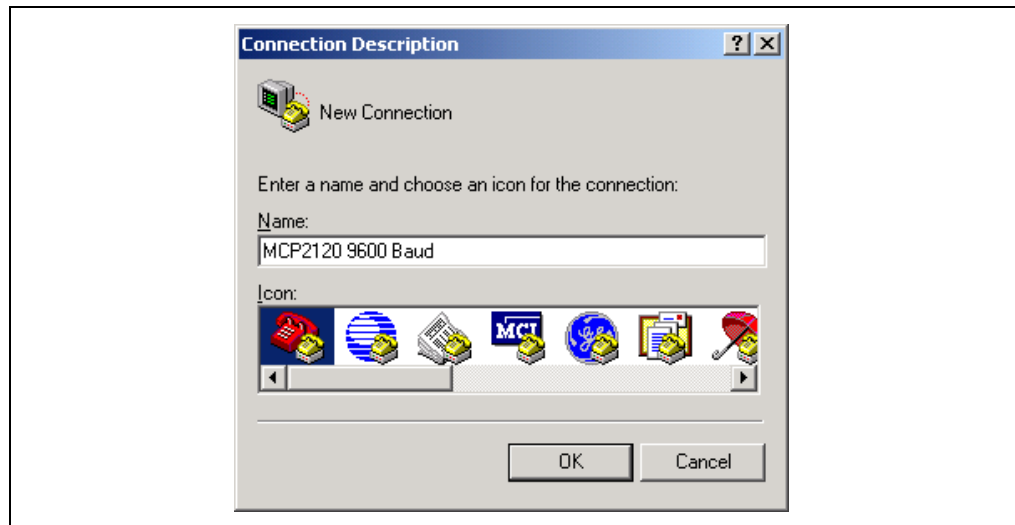 Connection Description
New Connection
Enter a name and choose an icon for the connection:
Name:
MCP2120 9600 Baud
Icon:
MCI
OK Cancel